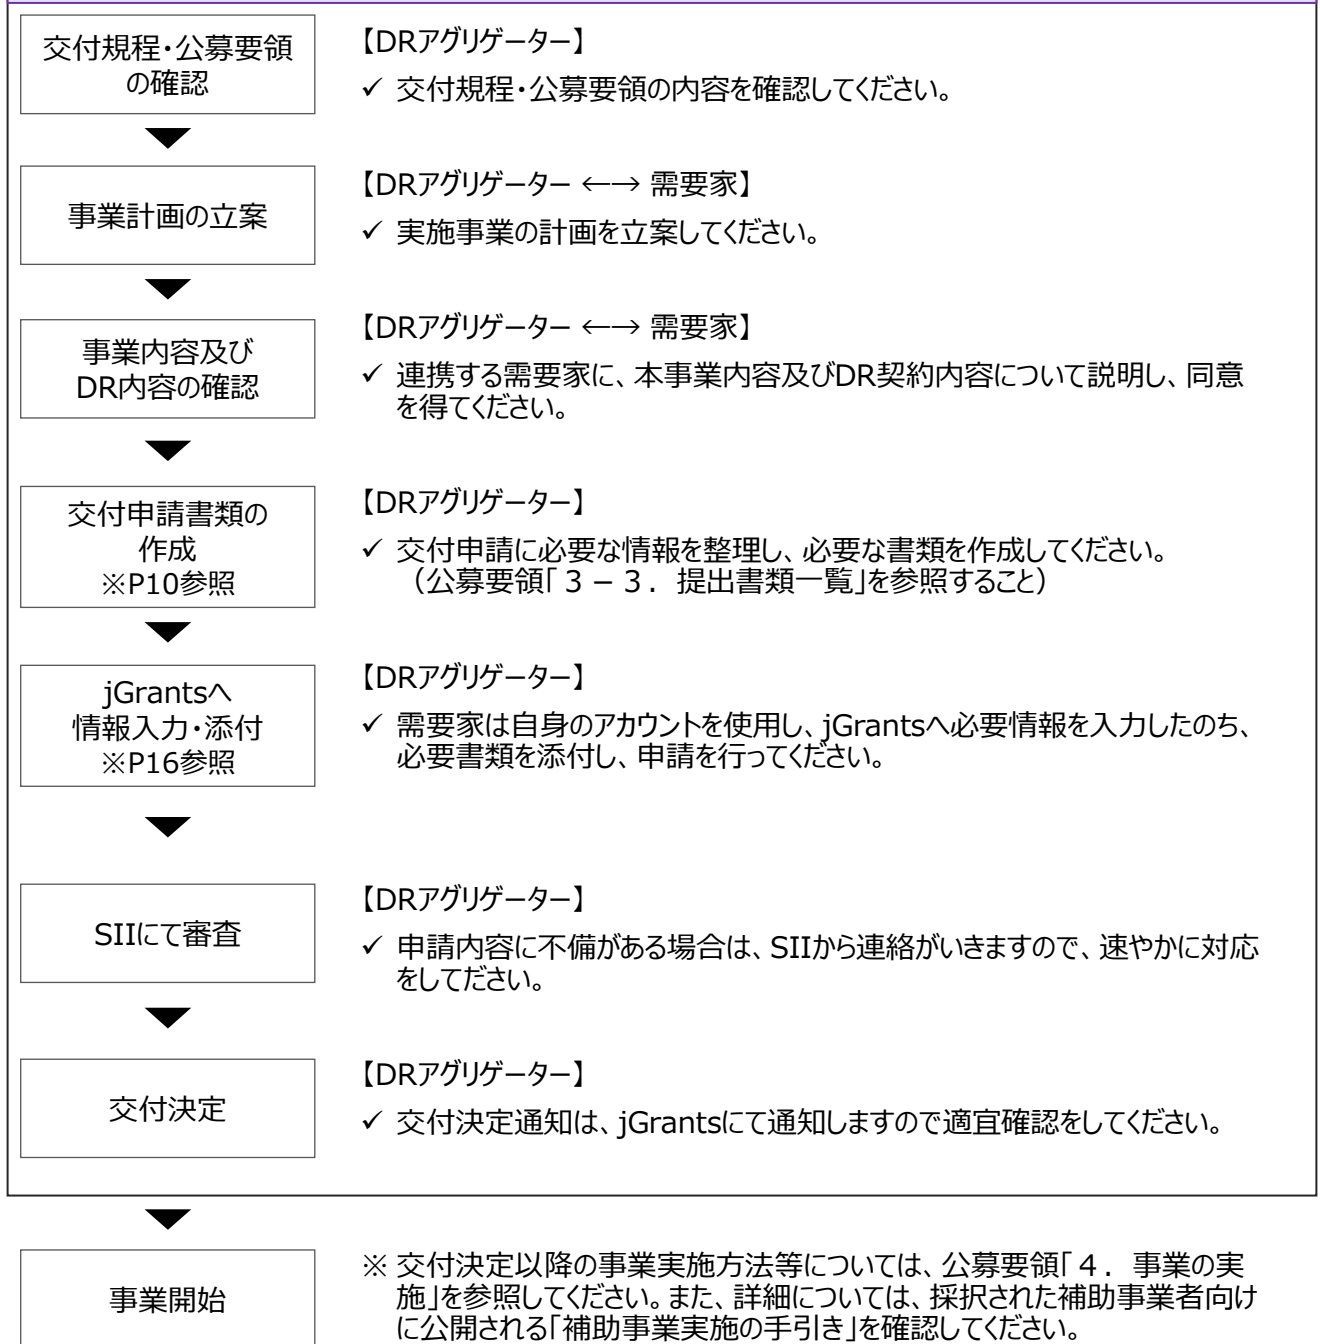 交付規程・公募要領
の確認
【DRアグリゲーター】
✓ 交付規程・公募要領の内容を確認してください。
事業計画の立案
【DRアグリゲーター ←→ 需要家】
✓ 実施事業の計画を立案してください。
事業内容及び
DR内容の確認
【DRアグリゲーター ←→ 需要家】
✓ 連携する需要家に、本事業内容及びDR契約内容について説明し、同意
を得てください。
交付申請書類の
作成
※P10参照
【DRアグリゲーター】
✓ 交付申請に必要な情報を整理し、必要な書類を作成してください。
（公募要領「３－３．提出書類一覧」を参照すること）
jGrantsへ
情報入力・添付
※P16参照
【DRアグリゲーター】
✓ 需要家は自身のアカウントを使用し、jGrantsへ必要情報を入力したのち、
必要書類を添付し、申請を行ってください。
SIIにて審査
【DRアグリゲーター】
✓ 申請内容に不備がある場合は、SIIから連絡がいきますので、速やかに対応
をしてださい。
交付決定
【DRアグリゲーター】
✓ 交付決定通知は、jGrantsにて通知しますので適宜確認をしてください。
事業開始
※ 交付決定以降の事業実施方法等については、公募要領「４．事業の実
施」を参照してください。また、詳細については、採択された補助事業者向け
に公開される「補助事業実施の手引き」を確認してください。